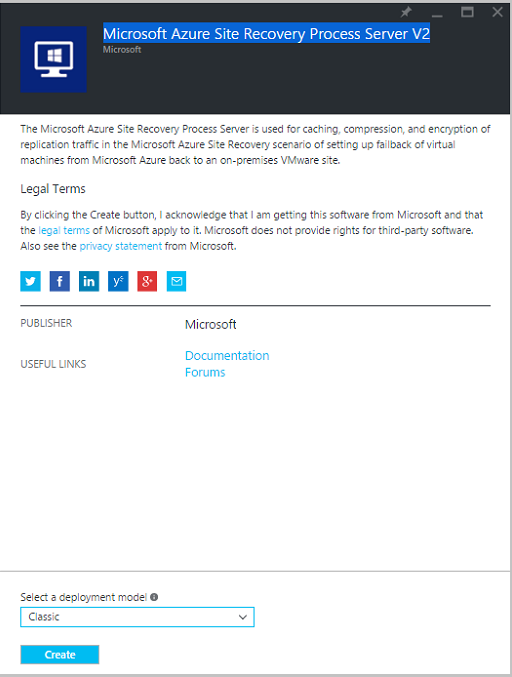 Microsoft Azure Site Recovery Process Server V2
Microsoft
The Microsoft Azure Site Recovery Process Server is used for caching, compression, and encryption of
replication traffic in the Microsoft Azure Site Recovery scenario of setting up failback of virtual
machines from Microsoft Azure back to an on-premises VMware site.
Legal Terms
By clicking the Create button, I acknowledge that I am getting this software from Microsoft and that
the legal terms of Microsoft apply to it. Microsoft does not provide rights for third-party software.
Also see the privacy statement from Microsoft.
PUBLISHER Microsoft
USEFUL LINKS Documentation
Forums
Select a deployment model
Classic
Create